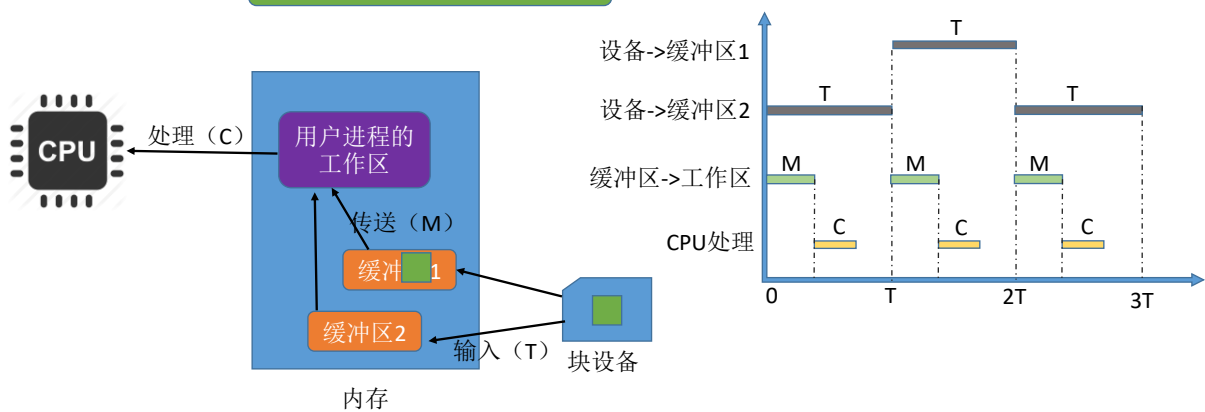 CPU
处理（C）
用户进程的
工作区
传送（M）
缓冲 1
缓冲区2
输入（T）
块设备
内存
设备->缓冲区1
设备->缓冲区2
缓冲区->工作区
CPU处理
T
T
T
M
M
M
C
C
C
0
T
2T
3T